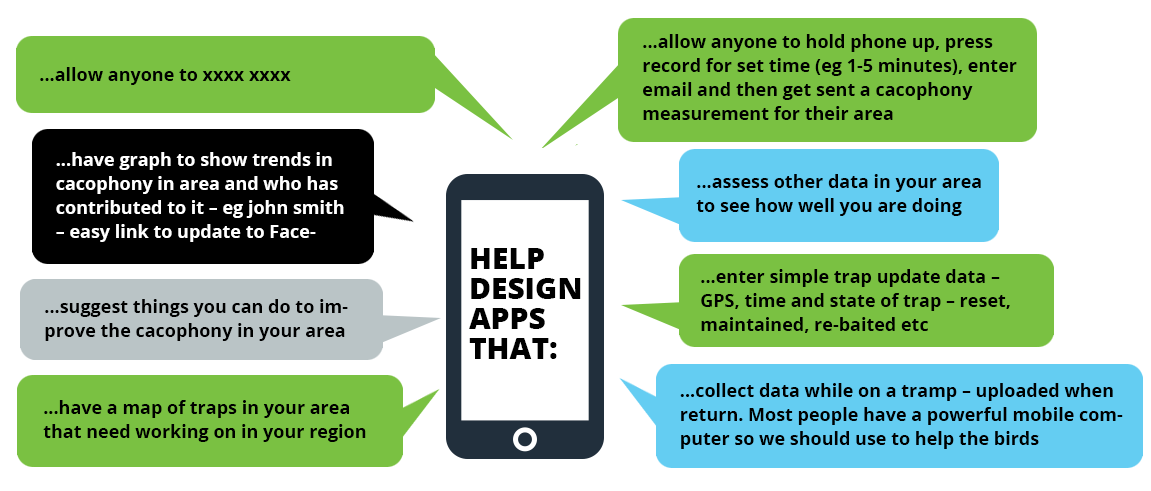 ...allow anyone to xxxx xxxx
...have graph to show trends in
cacophony in area and who has
contributed to it – eg john smith
– easy link to update to Face-
...suggest things you can do to im-
prove the cacophony in your area
...have a map of traps in your area
that need working on in your region
HELP
DESIGN
APPS
THAT:
...allow anyone to hold phone up, press
record for set time (eg 1-5 minutes), enter
email and then get sent a cacophony
measurement for their area
...assess other data in your area
to see how well you are doing
...enter simple trap update data –
GPS, time and state of trap – reset,
maintained, re-baited etc
...collect data while on a tramp – uploaded when
return. Most people have a powerful mobile com-
puter so we should use to help the birds